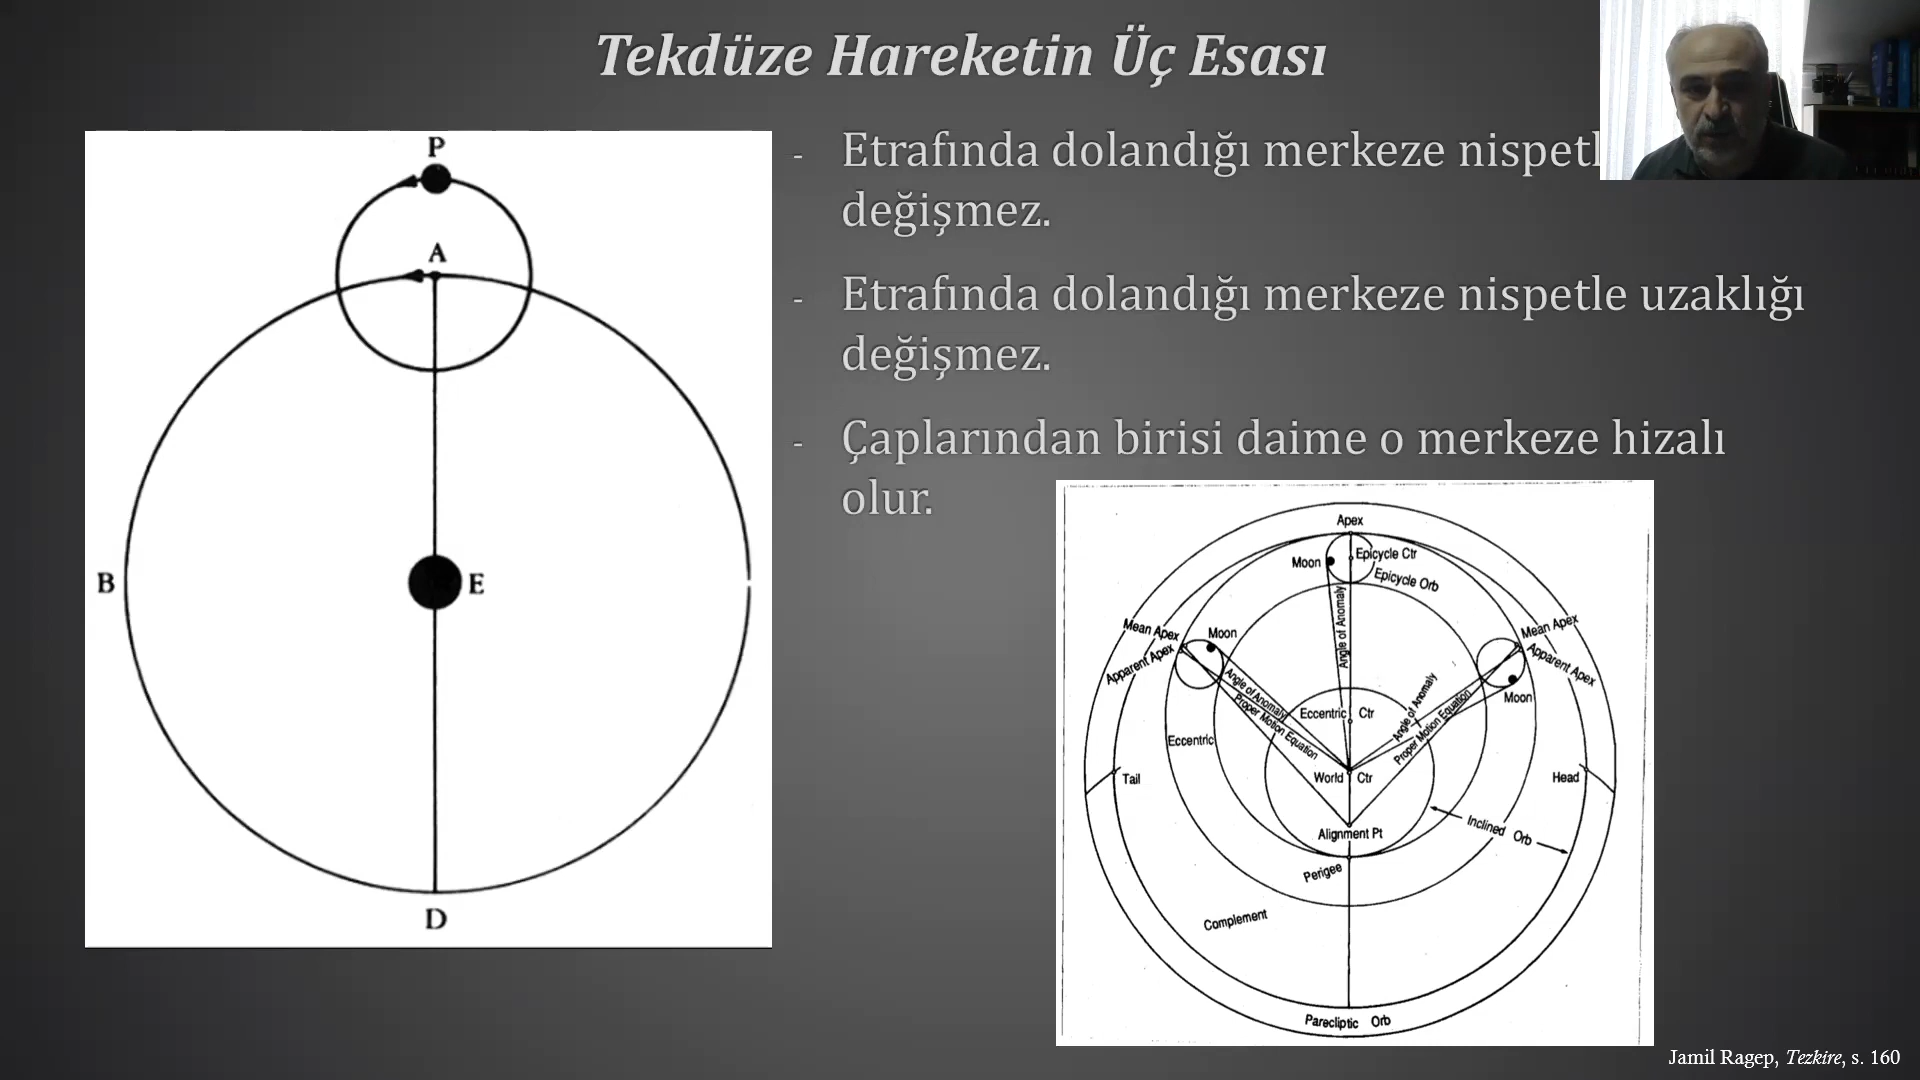 Tekdüze Hareketin Üç Esası
- Etrafında dolandığı merkeze
değişmez.
- Etrafında dolandığı merkeze nispetle uzaklığı
değişmez.
- Çaplarından birisi daime o merkeze hizalı
olur.
P
A
B
E
D
Apex
Moon
Epicycle Ctr
Epicycle Orb
Angle of Anomaly
Mean Apex
Moon
Apparent Apex
Angle of Anomaly
Proper Motion Equation
Mean Apex
Apparent Apex
Moon
Angle of Anomaly
Proper Motion Equation
Eccentric Ctr
Eccentric
World Ctr
Tail
Head
Alignment Pt
Inclined Orb
Perigee
Complement
Parecliptic Orb
Jamil Ragep, Tezkire, s. 160